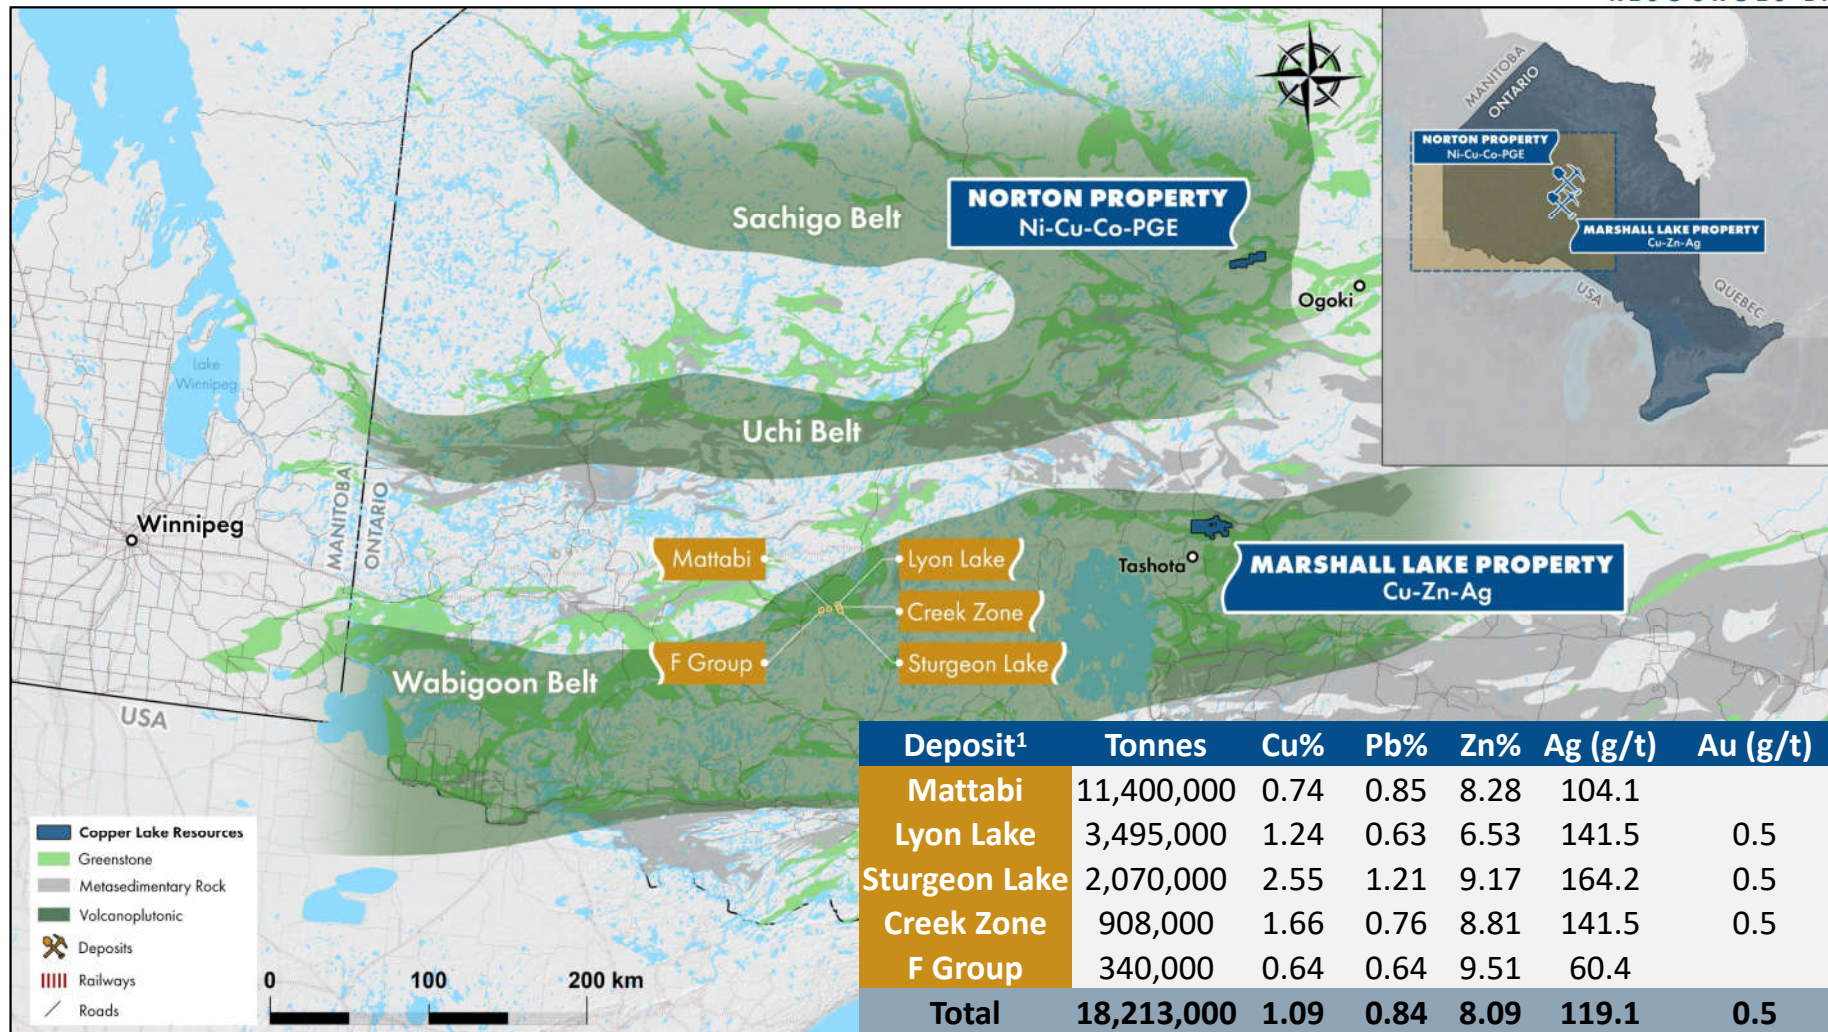 MANITOBA
ONTARIO
NORTON PROPERTY
Ni-Cu-Co-PGE
MARSHALL LAKE PROPERTY
Cu-Zn-Ag
USA
QUEBEC
NORTON PROPERTY
Ni-Cu-Co-PGE
Sachigo Belt
Ogoki
Lake
Winnipeg
Uchi Belt
MANITOBA
ONTARIO
Winnipeg
Mattabi
Lyon Lake
Creek Zone
F Group
Sturgeon Lake
Tashota
MARSHALL LAKE PROPERTY
Cu-Zn-Ag
Wabigoon Belt
USA
Deposit¹ Tonnes Cu% Pb% Zn% Ag (g/t) Au (g/t)
Mattabi 11,400,000 0.74 0.85 8.28 104.1
Lyon Lake 3,495,000 1.24 0.63 6.53 141.5 0.5
Sturgeon Lake 2,070,000 2.55 1.21 9.17 164.2 0.5
Creek Zone 908,000 1.66 0.76 8.81 141.5 0.5
F Group 340,000 0.64 0.64 9.51 60.4
Total 18,213,000 1.09 0.84 8.09 119.1 0.5
Copper Lake Resources
Greenstone
Metasedimentary Rock
Volcanoplutonic
Deposits
Railways
Roads
0 100 200 km